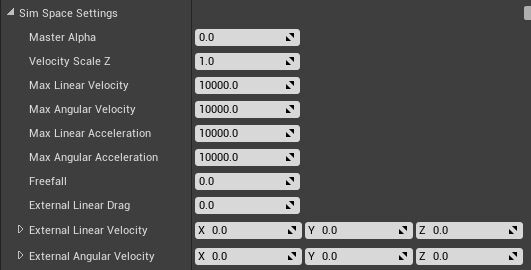 Sim Space Settings
Master Alpha 0.0
Velocity Scale Z 1.0
Max Linear Velocity 10000.0
Max Angular Velocity 10000.0
Max Linear Acceleration 10000.0
Max Angular Acceleration 10000.0
Freefall 0.0
External Linear Drag 0.0
External Linear Velocity X 0.0 Y 0.0 Z 0.0
External Angular Velocity X 0.0 Y 0.0 Z 0.0